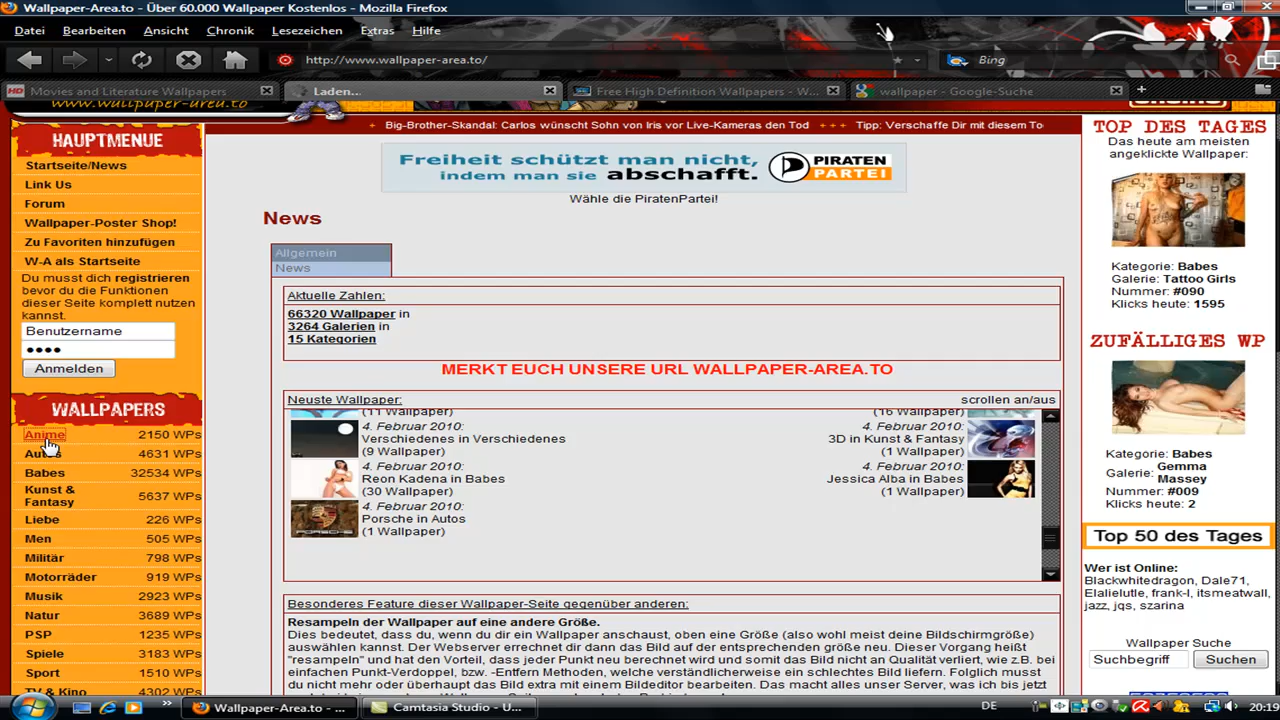 Wallpaper-Area.to - Über 60.000 Wallpaper Kostenlos - Mozilla Firefox
Datei Bearbeiten Ansicht Chronik Lesezeichen Extras Hilfe
http://www.wallpaper-area.to/
Bing
HD Movies and Literature Wallpapers
Laden...
Free High Definition Wallpapers - W...
wallpaper - Google-Suche
www.wallpaper-area.to
HAUPTMENUE
Startseite/News
Link Us
Forum
Wallpaper-Poster Shop!
Zu Favoriten hinzufügen
W-A als Startseite
Du musst dich registrieren
bevor du die Funktionen
dieser Seite komplett nutzen
kannst.
Benutzername
Anmelden
WALLPAPERS
Anime 2150 WPs
Autos 4631 WPs
Babes 32534 WPs
Kunst &
Fantasy 5637 WPs
Liebe 226 WPs
Men 505 WPs
Militär 798 WPs
Motorräder 919 WPs
Musik 2923 WPs
Natur 3689 WPs
PSP 1235 WPs
Spiele 3183 WPs
Sport 1510 WPs
TV & Kino 4302 WPs
+ Big-Brother-Skandal: Carlos wünscht Sohn von Iris vor Live-Kameras den Tod + + + Tipp: Verschaffe Dir mit diesem To
Freiheit schützt man nicht,
indem man sie abschafft.
PIRATEN
PARTEI
Wähle die PiratenPartei!
News
Allgemein
News
Aktuelle Zahlen:
66320 Wallpaper in
3264 Galerien in
15 Kategorien
MERKT EUCH UNSERE URL WALLPAPER-AREA.TO
Neuste Wallpaper: scrollen an/aus
(11 Wallpaper)
4. Februar 2010:
Verschiedenes in Verschiedenes
(9 Wallpaper)
4. Februar 2010:
Reon Kadena in Babes
(30 Wallpaper)
4. Februar 2010:
Porsche in Autos
(1 Wallpaper)
(16 Wallpaper)
4. Februar 2010:
3D in Kunst & Fantasy
(1 Wallpaper)
4. Februar 2010:
Jessica Alba in Babes
(1 Wallpaper)
Besonderes Feature dieser Wallpaper-Seite gegenüber anderen:
Resampeln der Wallpaper auf eine andere Größe.
Dies bedeutet, dass du, wenn du dir ein Wallpaper anschaust, oben eine Größe (also wohl meist deine Bildschirmgröße)
auswählen kannst. Der Webserver errechnet dir dann das Bild auf der entsprechenden größe neu. Dieser Vorgang heißt
"resampeln" und hat den Vorteil, dass jeder Punkt neu berechnet wird und somit das Bild nicht an Qualität verliert, wie z.B. bei
einfachen Punkt-Verdoppel, bzw. -Entfern Methoden, welche verständlicherweise ein schlechtes Bild liefern. Folglich musst
du nicht mehr oder überhaupt das Bild extra mit einem Bildeditor bearbeiten. Das macht alles unser Server, was ich bis jetzt
TOP DES TAGES
Da heute am meisten
angeklickte Wallpaper:
Kategorie: Babes
Galerie: Tattoo Girls
Nummer: #090
Klicks heute: 1595
ZUFÄLLIGES WP
Kategorie: Babes
Galerie: Gemma
Massey
Nummer: #009
Klicks heute: 2
Top 50 des Tages
Wer ist Online:
Blackwhitedragon, Dale71,
Elalielutle, frank-l, itsmeatwall,
jazz, jqs, szarina
Wallpaper Suche
Suchbegriff Suchen
Wallpaper-Area.to - ...
Camtasia Studio - U...
DE
20:19